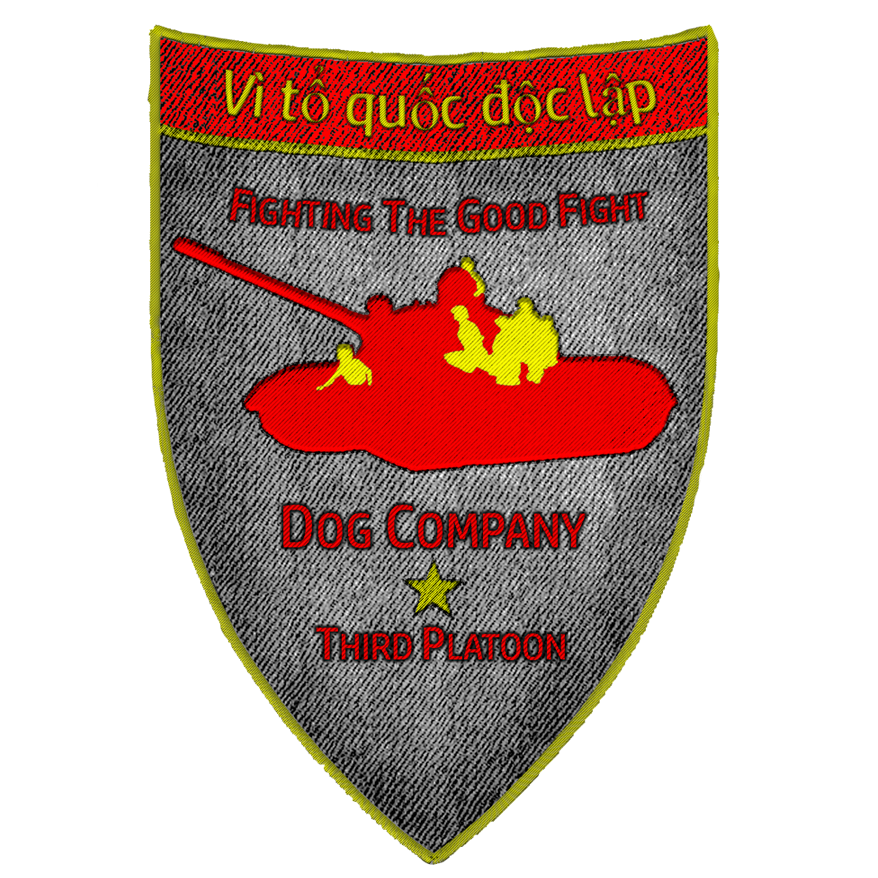 Vì tổ quốc độc lập
FIGHTING THE GOOD FIGHT
DOG COMPANY
THIRD PLATOON